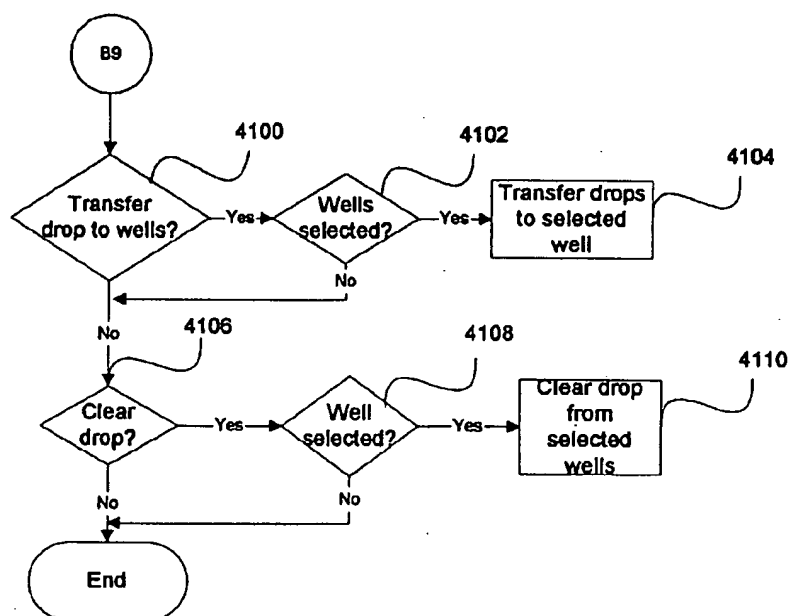 B9
4100
4102
4104
Transfer
drop to wells?
Yes
Wells
selected?
Yes
Transfer drops
to selected
well
No
No
4106
4108
4110
Clear
drop?
Yes
Well
selected?
Yes
Clear drop
from
selected
wells
No
No
End